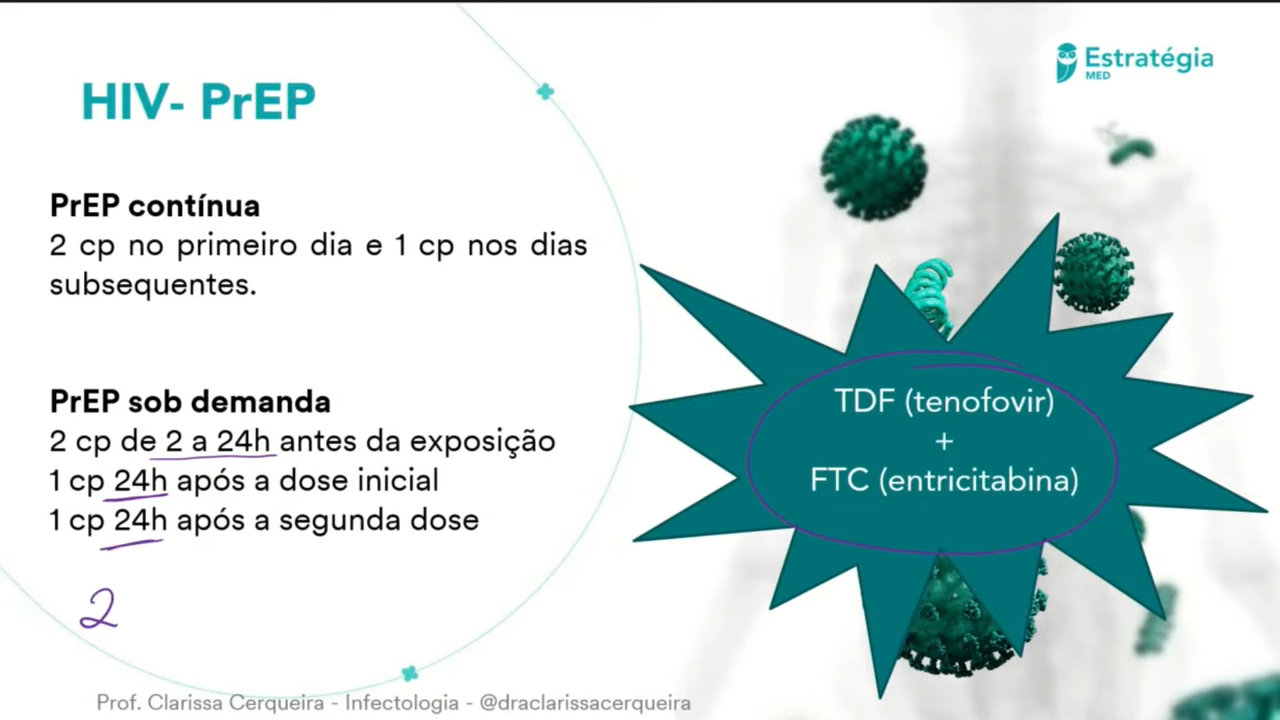 Estratégia
MED
HIV- PrEP
PrEP contínua
2 cp no primeiro dia e 1 cp nos dias
subsequentes.
PrEP sob demanda
2 cp de 2 a 24h antes da exposição
1 cp 24h após a dose inicial
1 cp 24h após a segunda dose
2
TDF (tenofovir)
+
FTC (entricitabina)
Prof. Clarissa Cerqueira - Infectologia - @draclarissacerqueira